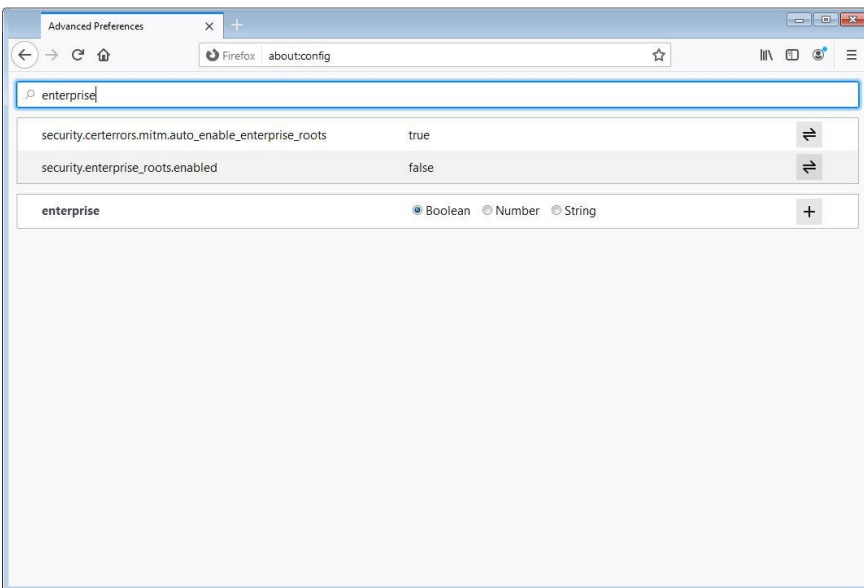 Advanced Preferences
Firefox about:config
enterprise
security.certerrors.mitm.auto_enable_enterprise_roots true
security.enterprise_roots.enabled false
enterprise Boolean Number String